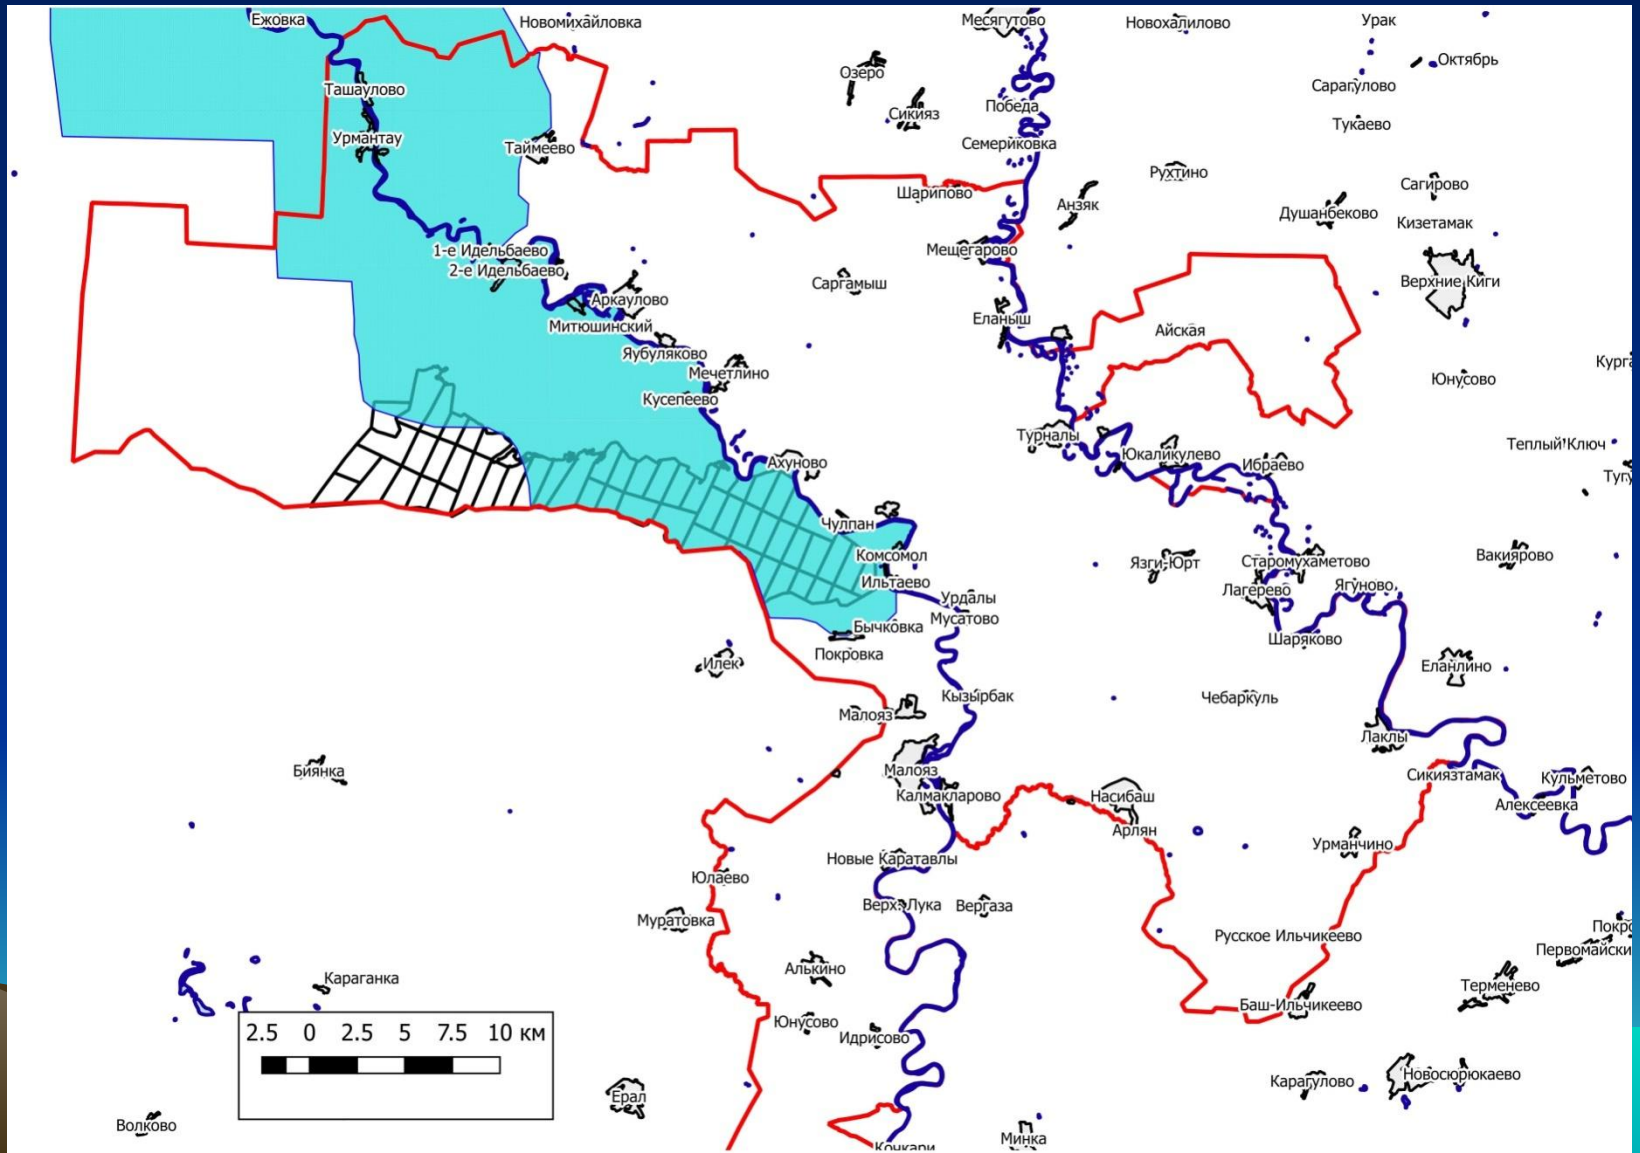 Ежовка
Новомихайловка
Месягутово
Новохалилово
Урак
Октябрь
Озеро
Сарагулово
Ташаулово
Победа
Сикияз
Тукаево
Урмантау
Таймеево
Семериковка
Рухтино
Сагирово
Шарипово
Анзяк
Душанбеково
Кизетамак
1-е Идельбаево
Мещегарово
2-е Идельбаево
Саргамыш
Верхние Киги
Аркаулово
Еланыш
Митюшинский
Айская
Яубуляково
Мечетлино
Юнусово
Кусепеево
Турналы
Теплый Ключ
Юкаликулево
Ахуново
Ибраево
Чулпан
Комсомол
Вакиярово
Язги-Юрт
Старомухаметово
Ильтаево
Лагерево
Ягуново
Урдалы
Мусатово
Бычковка
Шаряково
Покровка
Илек
Еланлино
Кызырбак
Чебаркуль
Малояз
Лаклы
Биянка
Малояз
Сикиязтамак
Кульметово
Калмакларово
Насибаш
Алексеевка
Арлян
Урманчино
Новые Каратавлы
Юлаево
Верх. Лука
Вергаза
Муратовка
Русское Ильчикеево
Первомайски
Алькино
Караганка
Терменево
Баш-Ильчикеево
Юнусово
Идрисово
2.5 0 2.5 5 7.5 10 км
Карагулово
Новосюрюкаево
Ерал
Волково
Минка
Кочкари